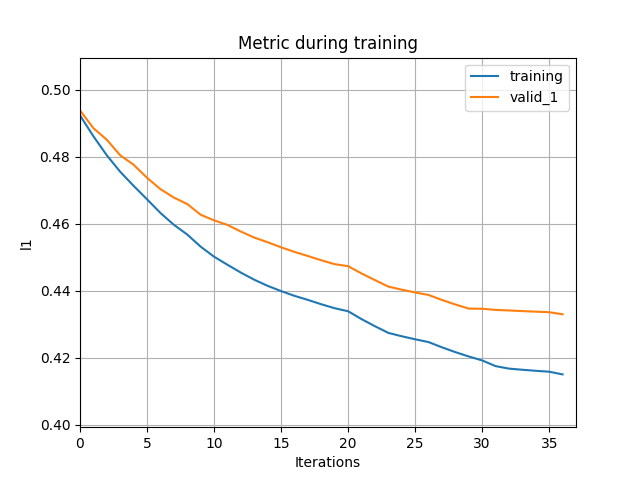 Metric during training
training
valid_1
0.50
0.48
0.46
0.44
0.42
0.40
l1
0 5 10 15 20 25 30 35
Iterations